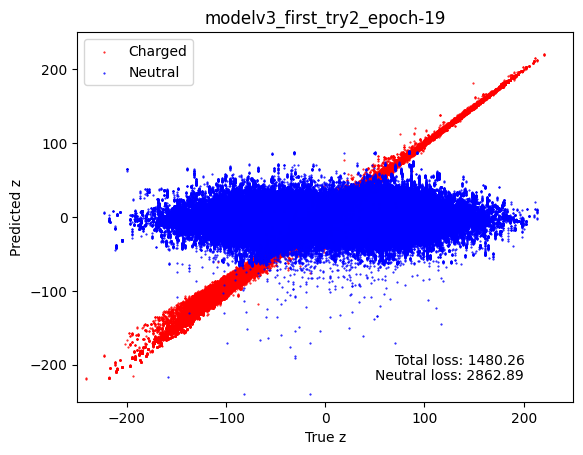 modelv3_first_try2_epoch-19
Charged
Neutral
Predicted z
200
100
0
−100
−200
Total loss: 1480.26
Neutral loss: 2862.89
−200 −100 0 100 200
True z